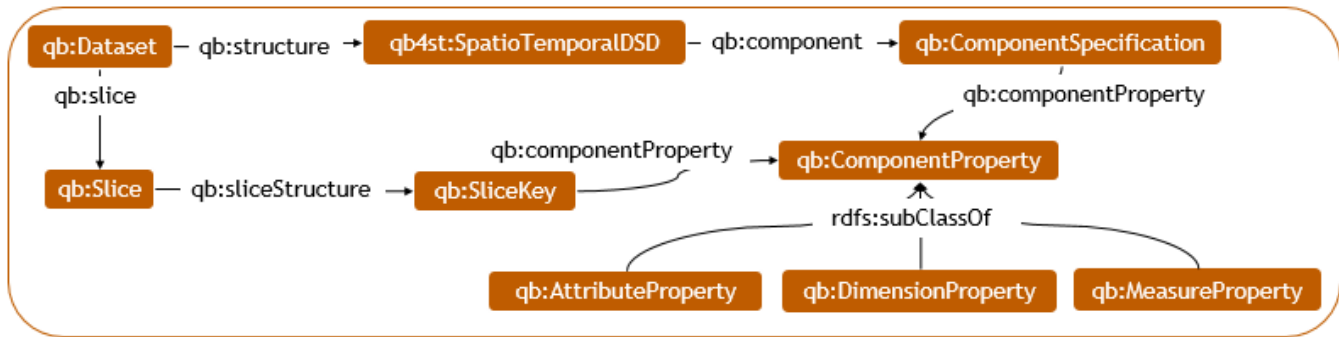 qb:Dataset qb:structure qb4st:SpatioTemporalDSD qb:component qb:ComponentSpecification
qb:slice qb:componentProperty
qb:componentProperty qb:ComponentProperty
qb:Slice qb:sliceStructure qb:SliceKey
rdfs:subClassOf
qb:AttributeProperty qb:DimensionProperty qb:MeasureProperty